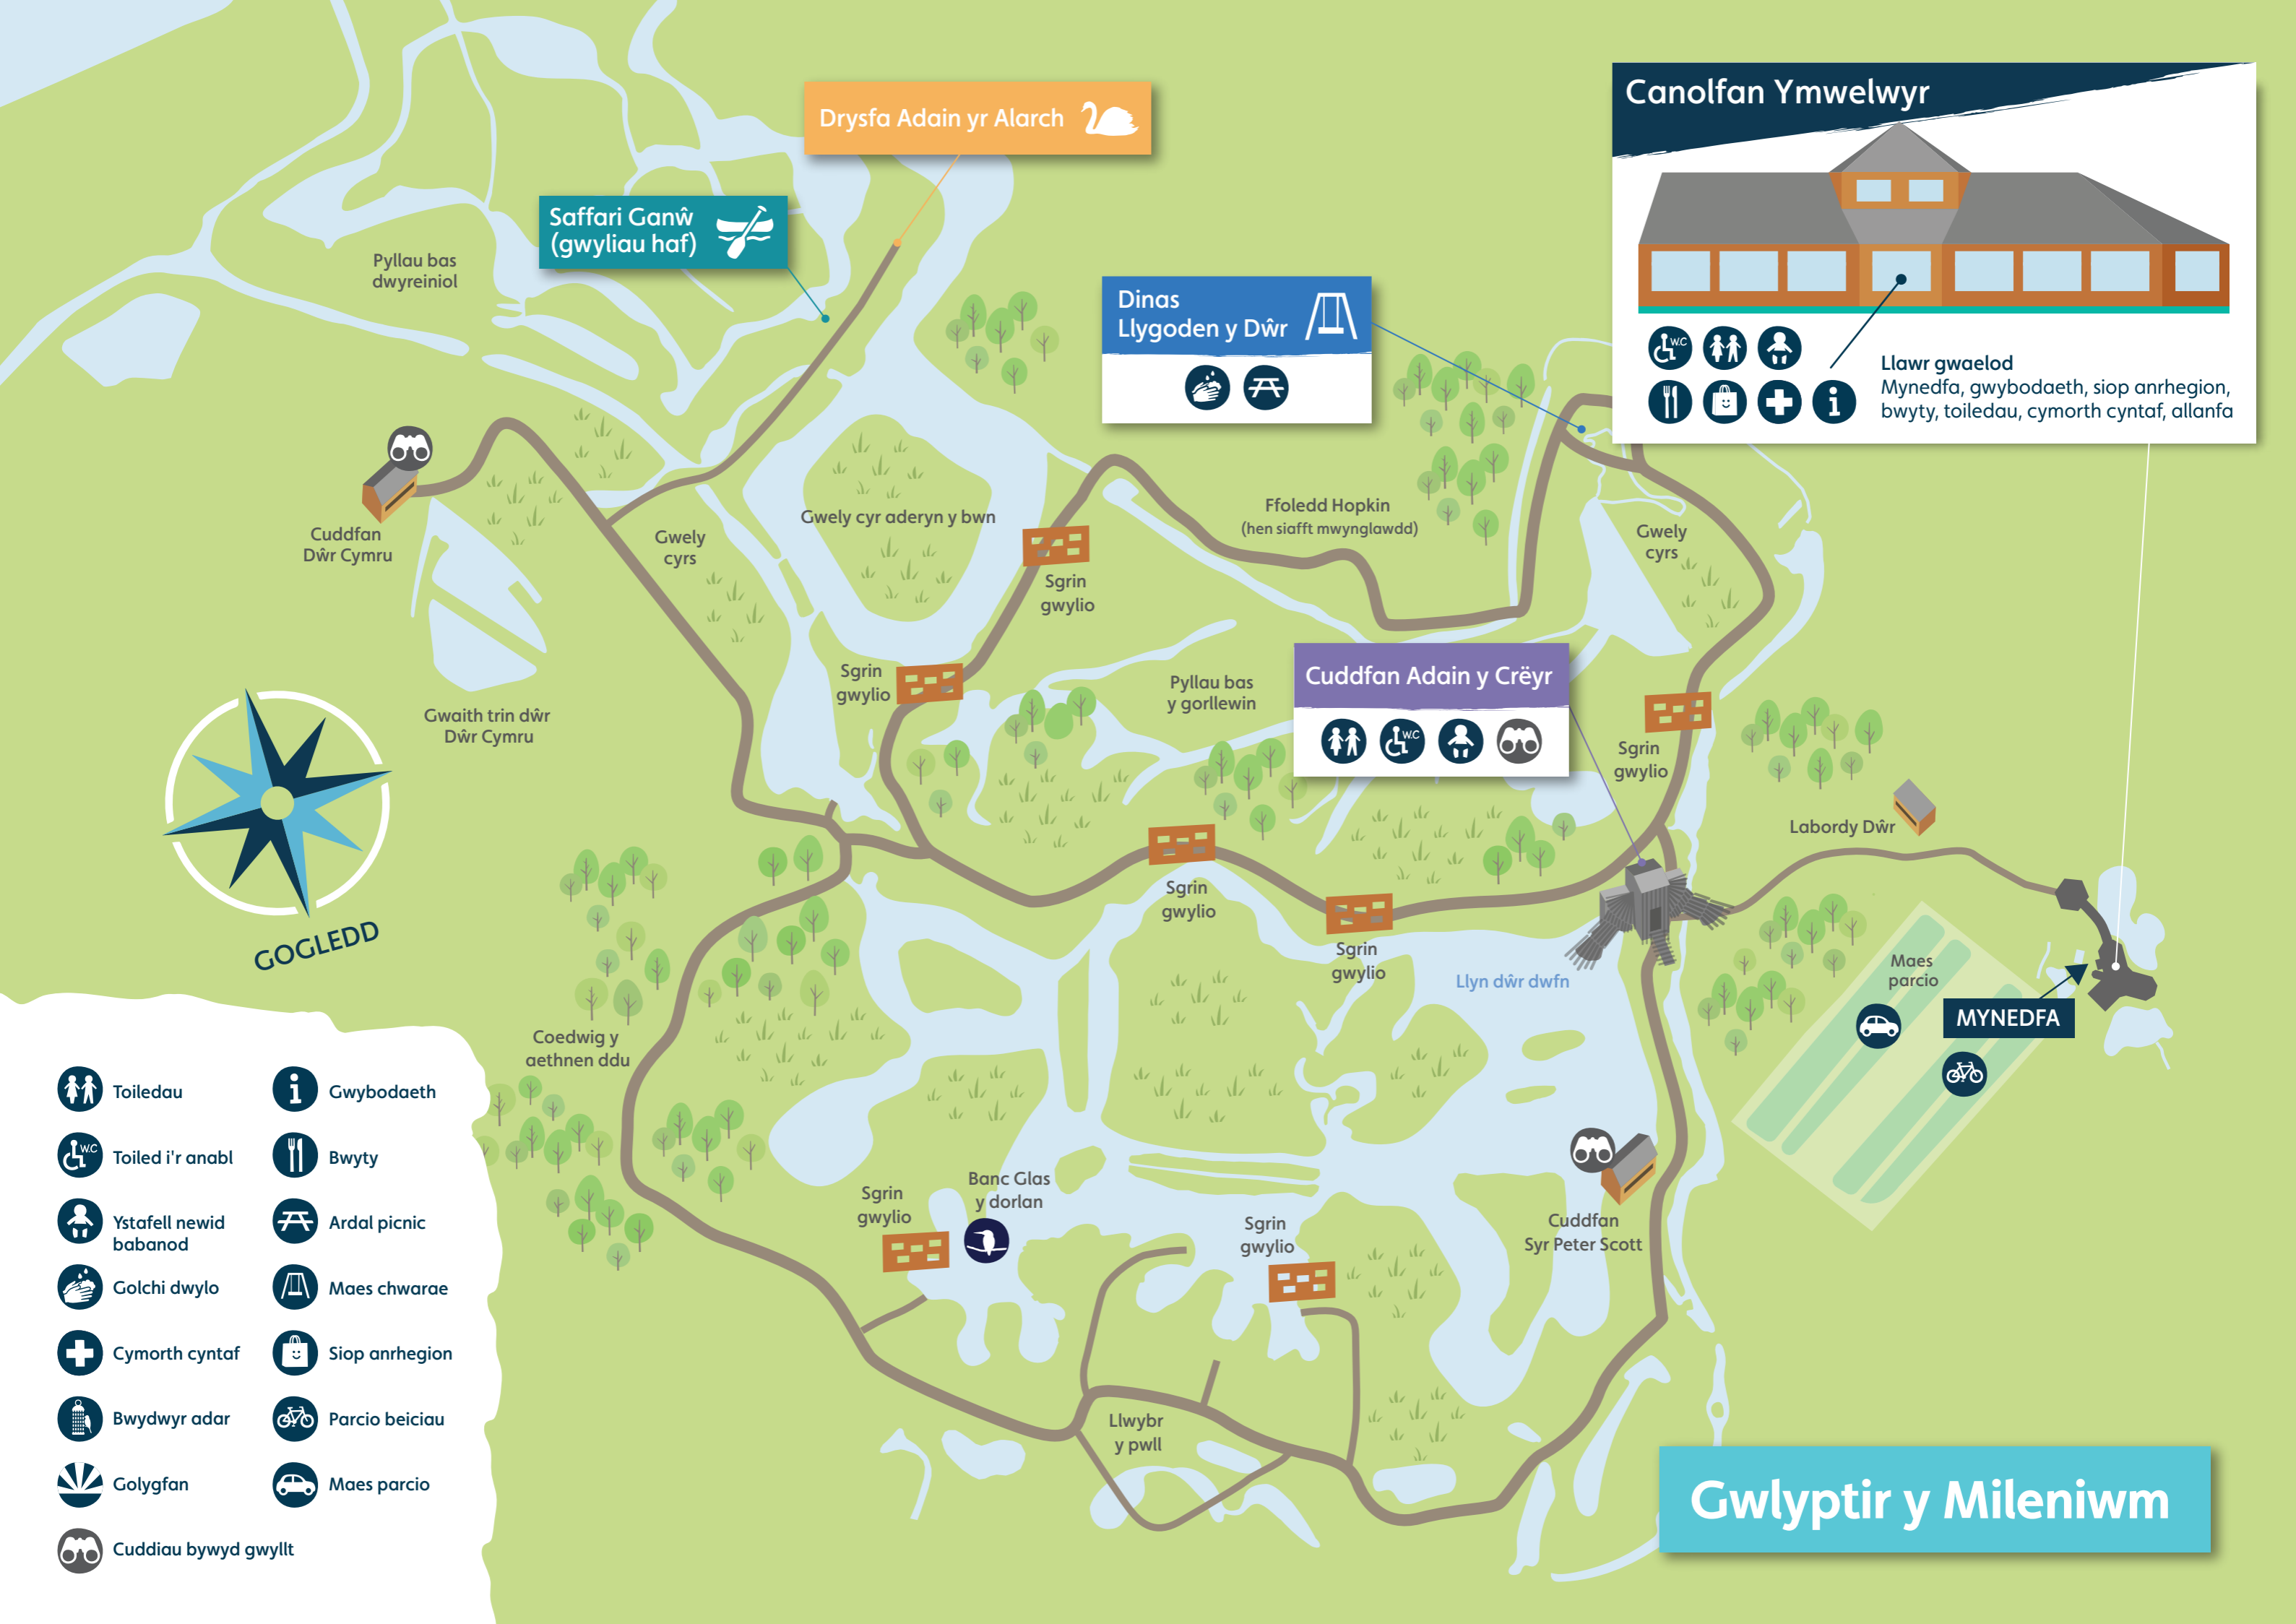 Canolfan Ymwelwyr
Llawr gwaelod
Mynedfa, gwybodaeth, siop anrhegion,
bwyty, toiledau, cymorth cyntaf, allanfa
W.C
Drysfa Adain yr Alarch
Saffari Ganŵ
(gwyliau haf)
Pyllau bas
dwyreiniol
Dinas
Llygoden y Dŵr
Cuddfan
Dŵr Cymru
Gwely
cyrs
Gwely cyr aderyn y bwn
Sgrin
gwylio
Ffoledd Hopkin
(hen siafft mwynglawdd)
Gwely
cyrs
Sgrin
gwylio
Pyllau bas
y gorllewin
Cuddfan Adain y Crëyr
W.C
Sgrin
gwylio
Gwaith trin dŵr
Dŵr Cymru
Labordy Dŵr
Sgrin
gwylio
Sgrin
gwylio
Llyn dŵr dwfn
Maes
parcio
MYNEDFA
GOGLEDD
Coedwig y
aethnen ddu
Sgrin
gwylio
Banc Glas
y dorlan
Sgrin
gwylio
Cuddfan
Syr Peter Scott
Llwybr
y pwll
Toiledau
W.C
Toiled i'r anabl
Ystafell newid
babanod
Golchi dwylo
Cymorth cyntaf
Bwydwyr adar
Golygfan
Cuddiau bywyd gwyllt
Gwybodaeth
Bwyty
Ardal picnic
Maes chwarae
Siop anrhegion
Parcio beiciau
Maes parcio
Gwlyptir y Mileniwm